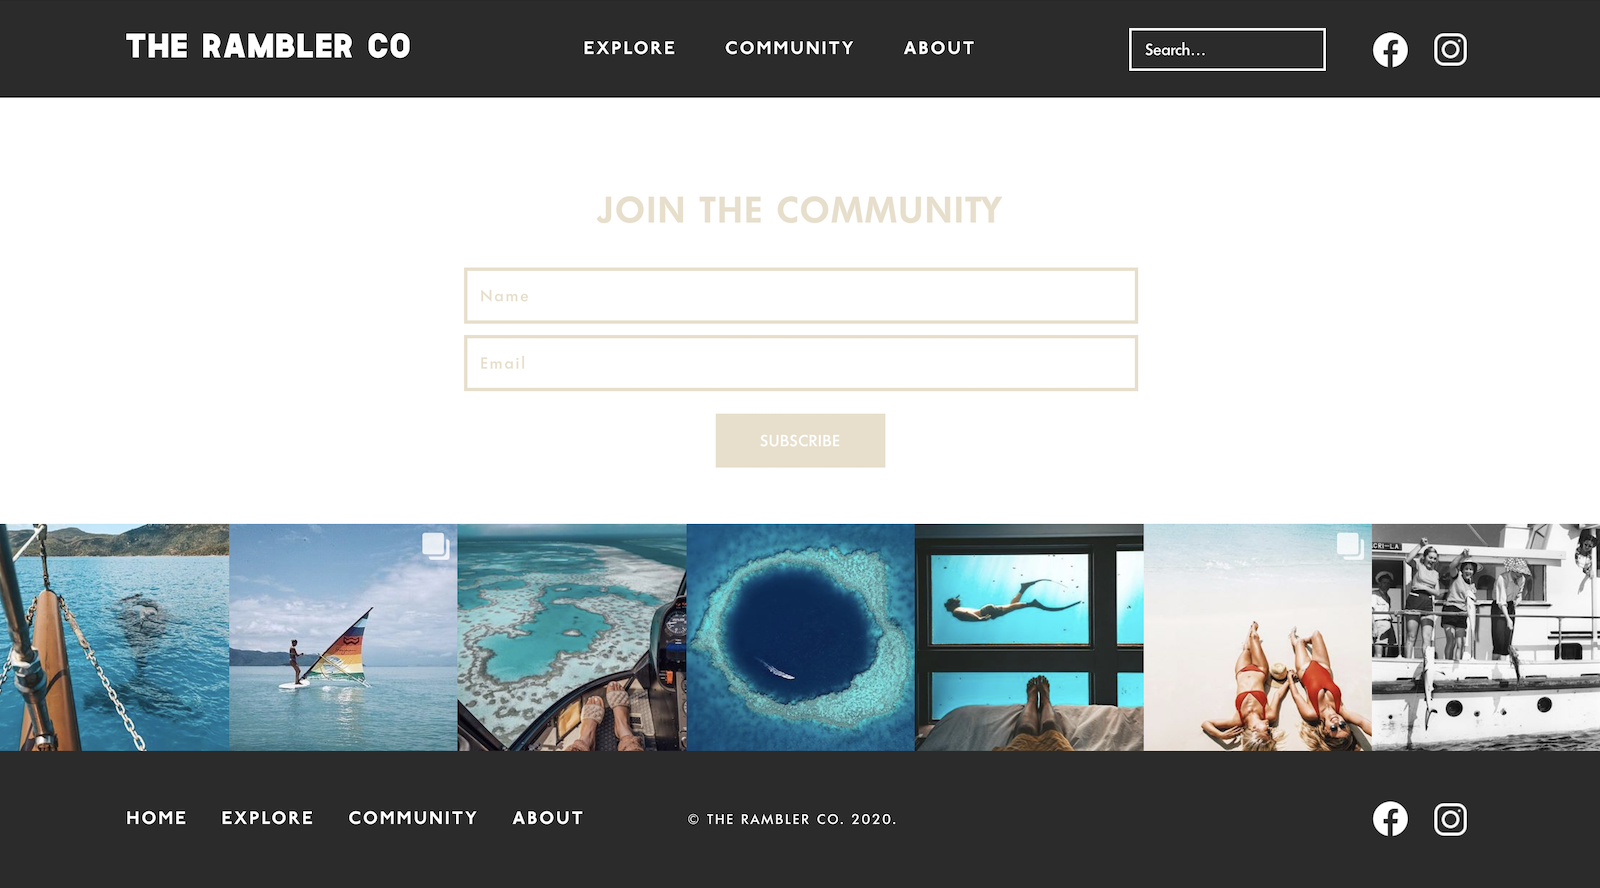 THE RAMBLER CO
EXPLORE
COMMUNITY
ABOUT
Search...
JOIN THE COMMUNITY
Name
Email
SUBSCRIBE
CRI-LA
HOME
EXPLORE
COMMUNITY
ABOUT
© THE RAMBLER CO. 2020.